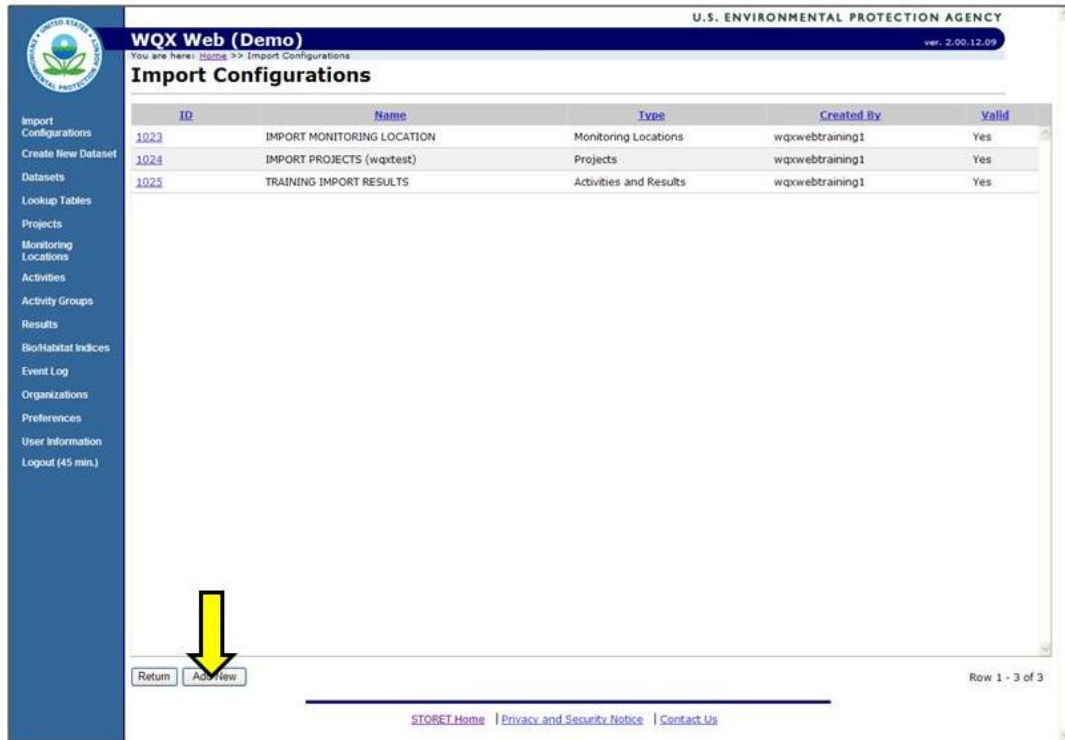 U.S. ENVIRONMENTAL PROTECTION AGENCY
WQX Web (Demo)
ver. 2.00.12.09
You are here: Home >> Import Configurations
Import Configurations
Import
Configurations
Create New Dataset
Datasets
Lookup Tables
Projects
Monitoring
Locations
Activities
Activity Groups
Results
Bio/Habitat Indices
Event Log
Organizations
Preferences
User Information
Logout (45 min.)
ID Name Type Created By Valid
1023 IMPORT MONITORING LOCATION Monitoring Locations wqxwebtraining1 Yes
1024 IMPORT PROJECTS (wqxtest) Projects wqxwebtraining1 Yes
1025 TRAINING IMPORT RESULTS Activities and Results wqxwebtraining1 Yes
Return Add New Row 1 - 3 of 3
STORET Home | Privacy and Security Notice | Contact Us